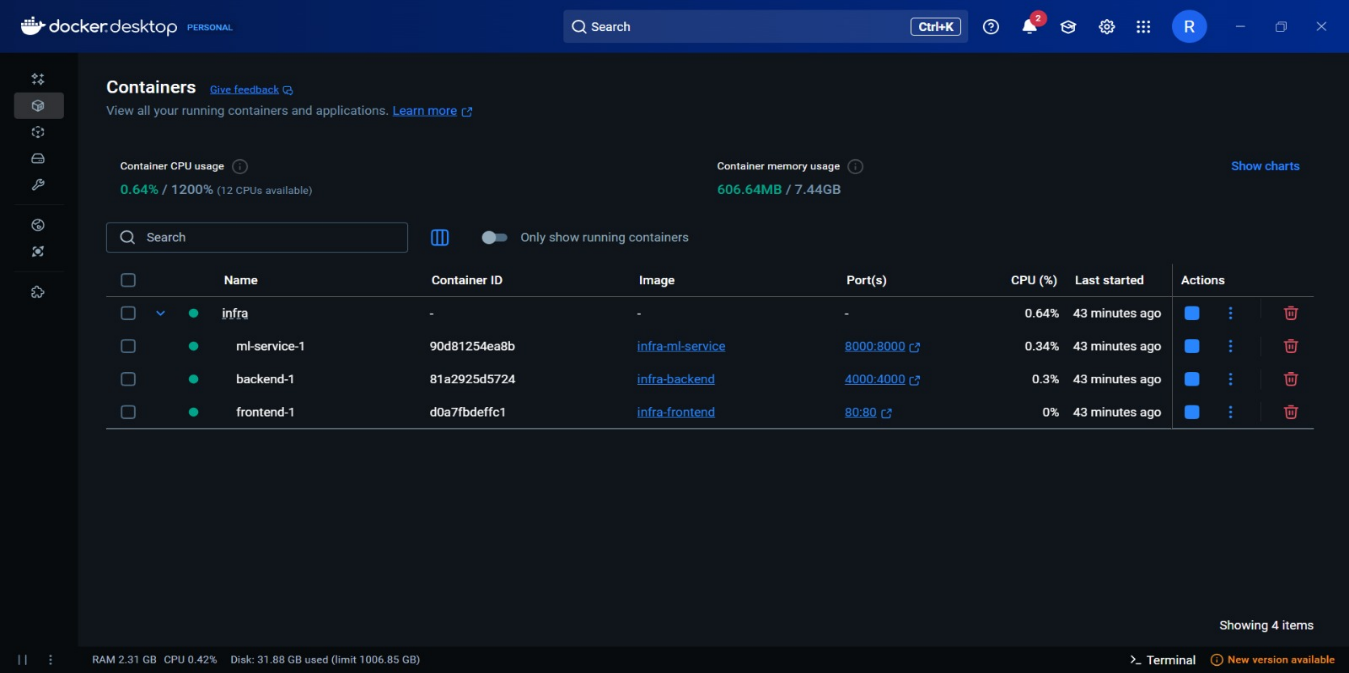 docker.desktop PERSONAL Search Ctrl+K 2 R
Containers Give feedback
View all your running containers and applications. Learn more
Container CPU usage Container memory usage Show charts
0.64% / 1200% (12 CPUs available) 606.64MB / 7.44GB
Search Only show running containers
Name Container ID Image Port(s) CPU (%) Last started Actions
infra - - - 0.64% 43 minutes ago
ml-service-1 90d81254ea8b infra-ml-service 8000:8000 0.34% 43 minutes ago
backend-1 81a2925d5724 infra-backend 4000:4000 0.3% 43 minutes ago
frontend-1 d0a7fbdeffc1 infra-frontend 80:80 0% 43 minutes ago
Showing 4 items
RAM 2.31 GB CPU 0.42% Disk: 31.88 GB used (limit 1006.85 GB) >_ Terminal New version available